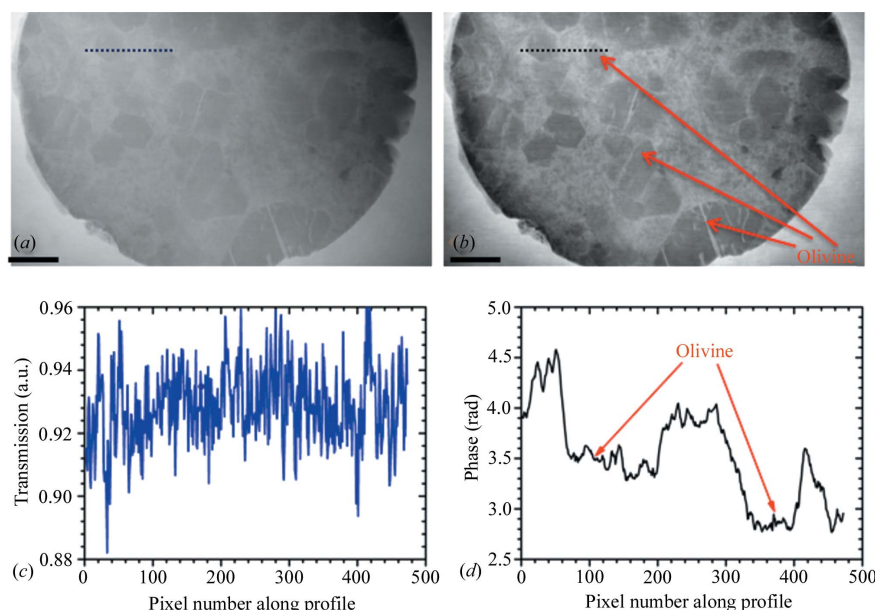 (a)
(b)
Olivine
(c)
Transmission (a.u.)
0.96
0.94
0.92
0.90
0.88
0 100 200 300 400 500
Pixel number along profile
(d)
Phase (rad)
5.0
4.5
4.0
3.5
3.0
2.5
Olivine
0 100 200 300 400 500
Pixel number along profile